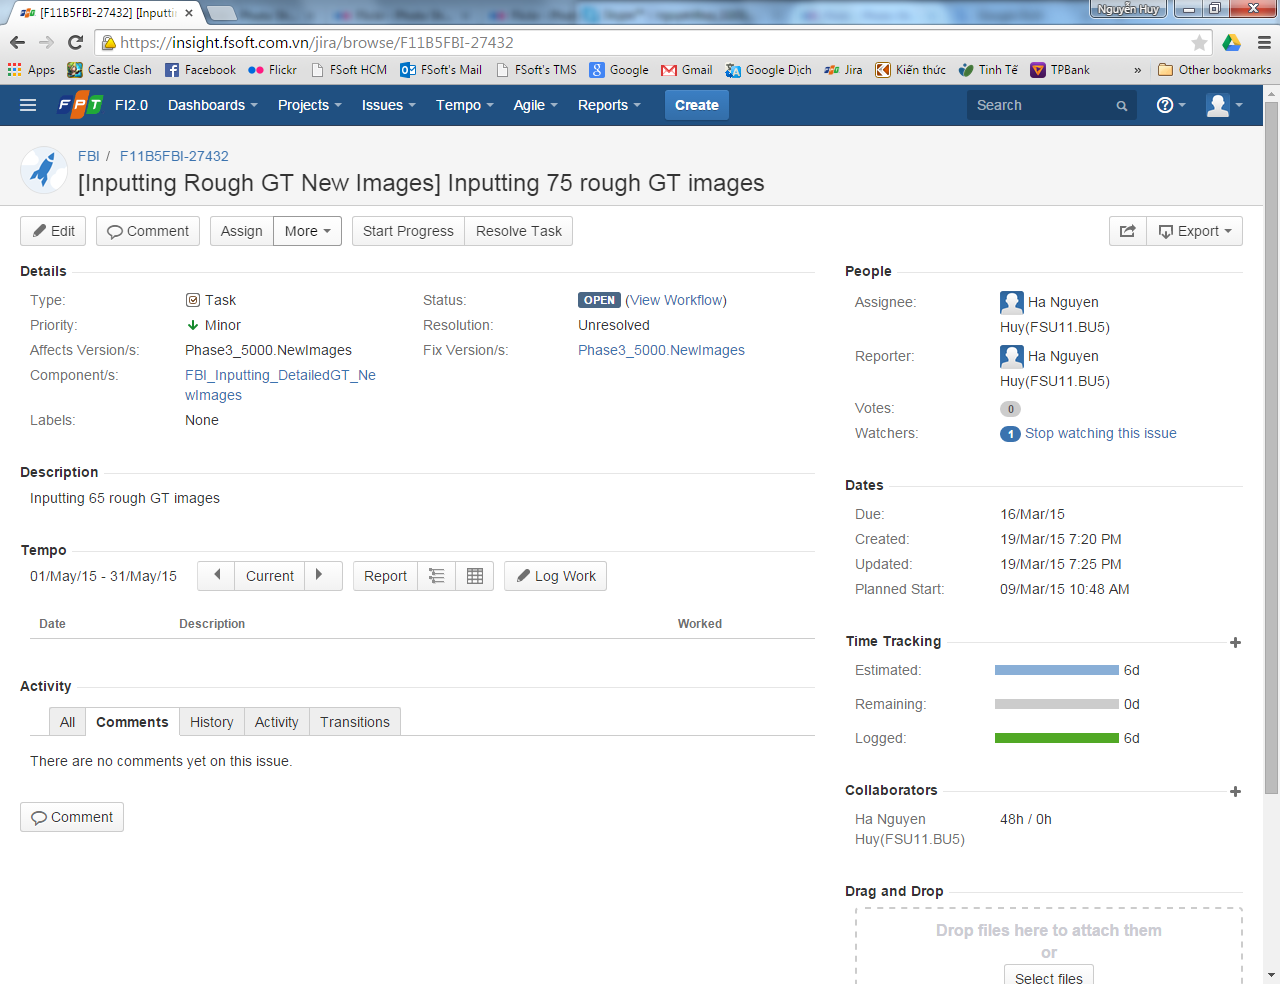 [F11B5FBI-27432] [Inputtin
Nguyễn Huy
https://insight.fsoft.com.vn/jira/browse/F11B5FBI-27432
Apps Castle Clash Facebook Flickr FSoft HCM FSoft's Mail FSoft's TMS Google Gmail Google Dịch Jira Kiến thức Tinh Tế TPBank » Other bookmarks
FPT FI2.0 Dashboards Projects Issues Tempo Agile Reports Create Search
FBI / F11B5FBI-27432
[Inputting Rough GT New Images] Inputting 75 rough GT images
Edit Comment Assign More Start Progress Resolve Task Export
Details
Type: Task
Status: OPEN (View Workflow)
Priority: Minor
Resolution: Unresolved
Affects Version/s: Phase3_5000.NewImages
Fix Version/s: Phase3_5000.NewImages
Component/s: FBI_Inputting_DetailedGT_Ne
wImages
Labels: None
Description
Inputting 65 rough GT images
Tempo
01/May/15 - 31/May/15 Current Report Log Work
Date Description Worked
Activity
All Comments History Activity Transitions
There are no comments yet on this issue.
Comment
People
Assignee: Ha Nguyen
Huy(FSU11.BU5)
Reporter: Ha Nguyen
Huy(FSU11.BU5)
Votes: 0
Watchers: 1 Stop watching this issue
Dates
Due: 16/Mar/15
Created: 19/Mar/15 7:20 PM
Updated: 19/Mar/15 7:25 PM
Planned Start: 09/Mar/15 10:48 AM
Time Tracking
Estimated: 6d
Remaining: 0d
Logged: 6d
Collaborators
Ha Nguyen 48h / 0h
Huy(FSU11.BU5)
Drag and Drop
Drop files here to attach them
or
Select files